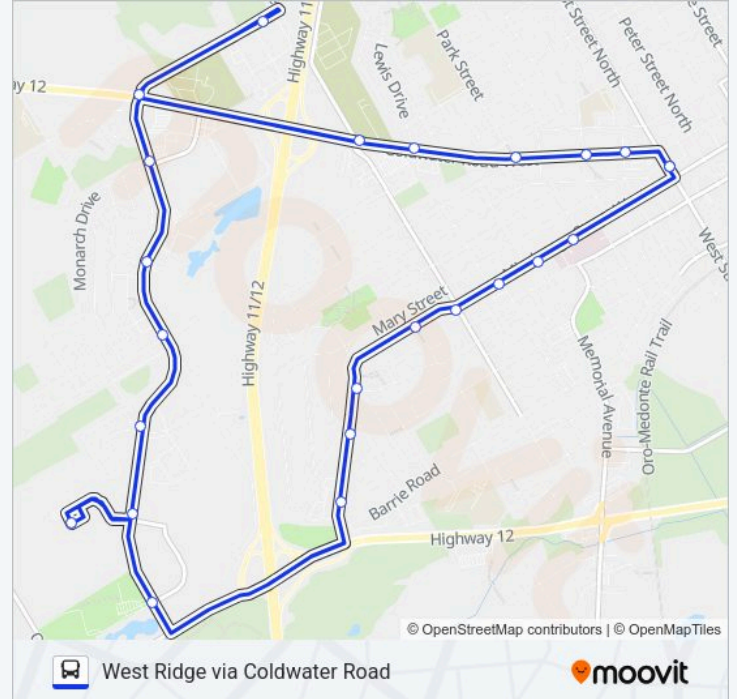 Highway 11
Lewis Drive
Park Street
t Street North
Peter Street North
e Street
ay 12
Monarch Drive
Highway 11/12
Mary Street
West S
Memorial Avenue
Oro-Medonte Rail Trail
Barrie Road
Highway 12
© OpenStreetMap contributors | © OpenMapTiles
West Ridge via Coldwater Road
moovit